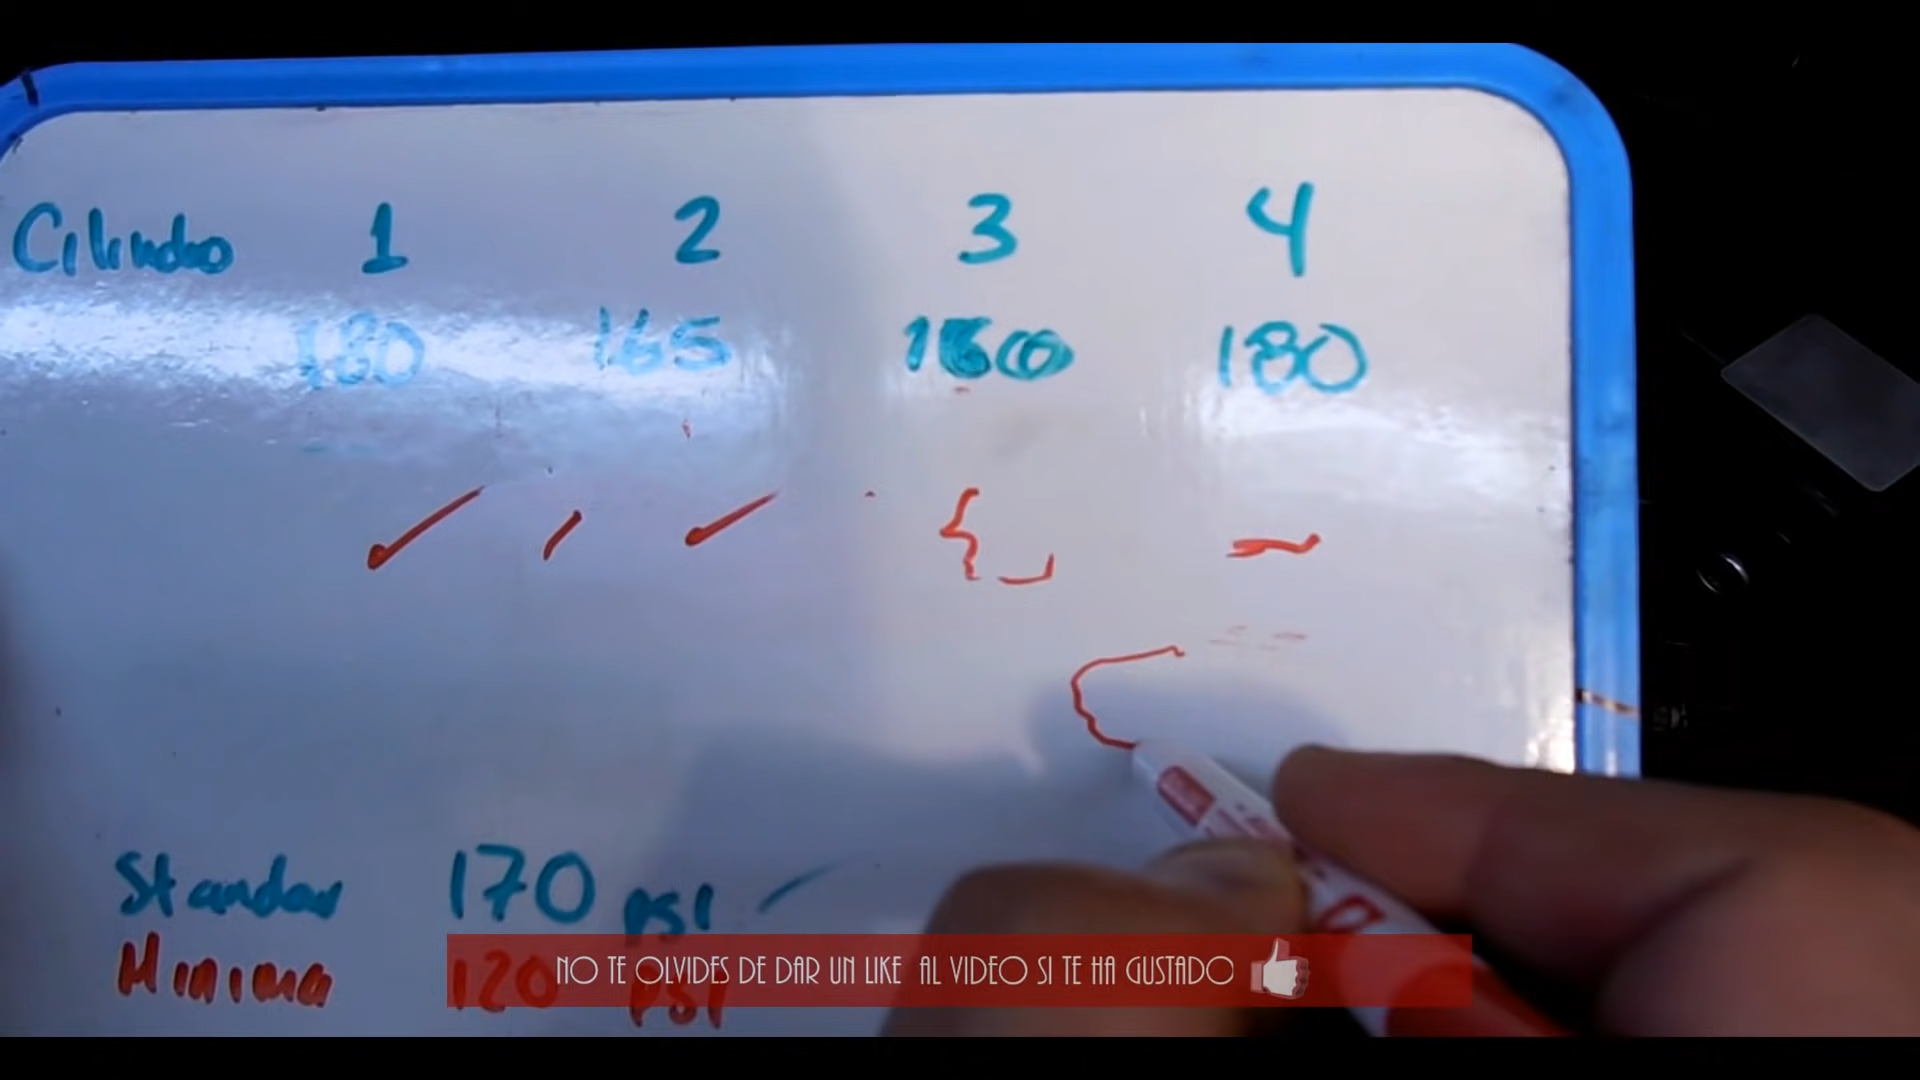 Cilindro 1 2 3 4
180 165 180
Standar 170 psi
Minima 120 psi
NO TE OLVIDES DE DAR UN LIKE AL VIDEO SI TE HA GUSTADO